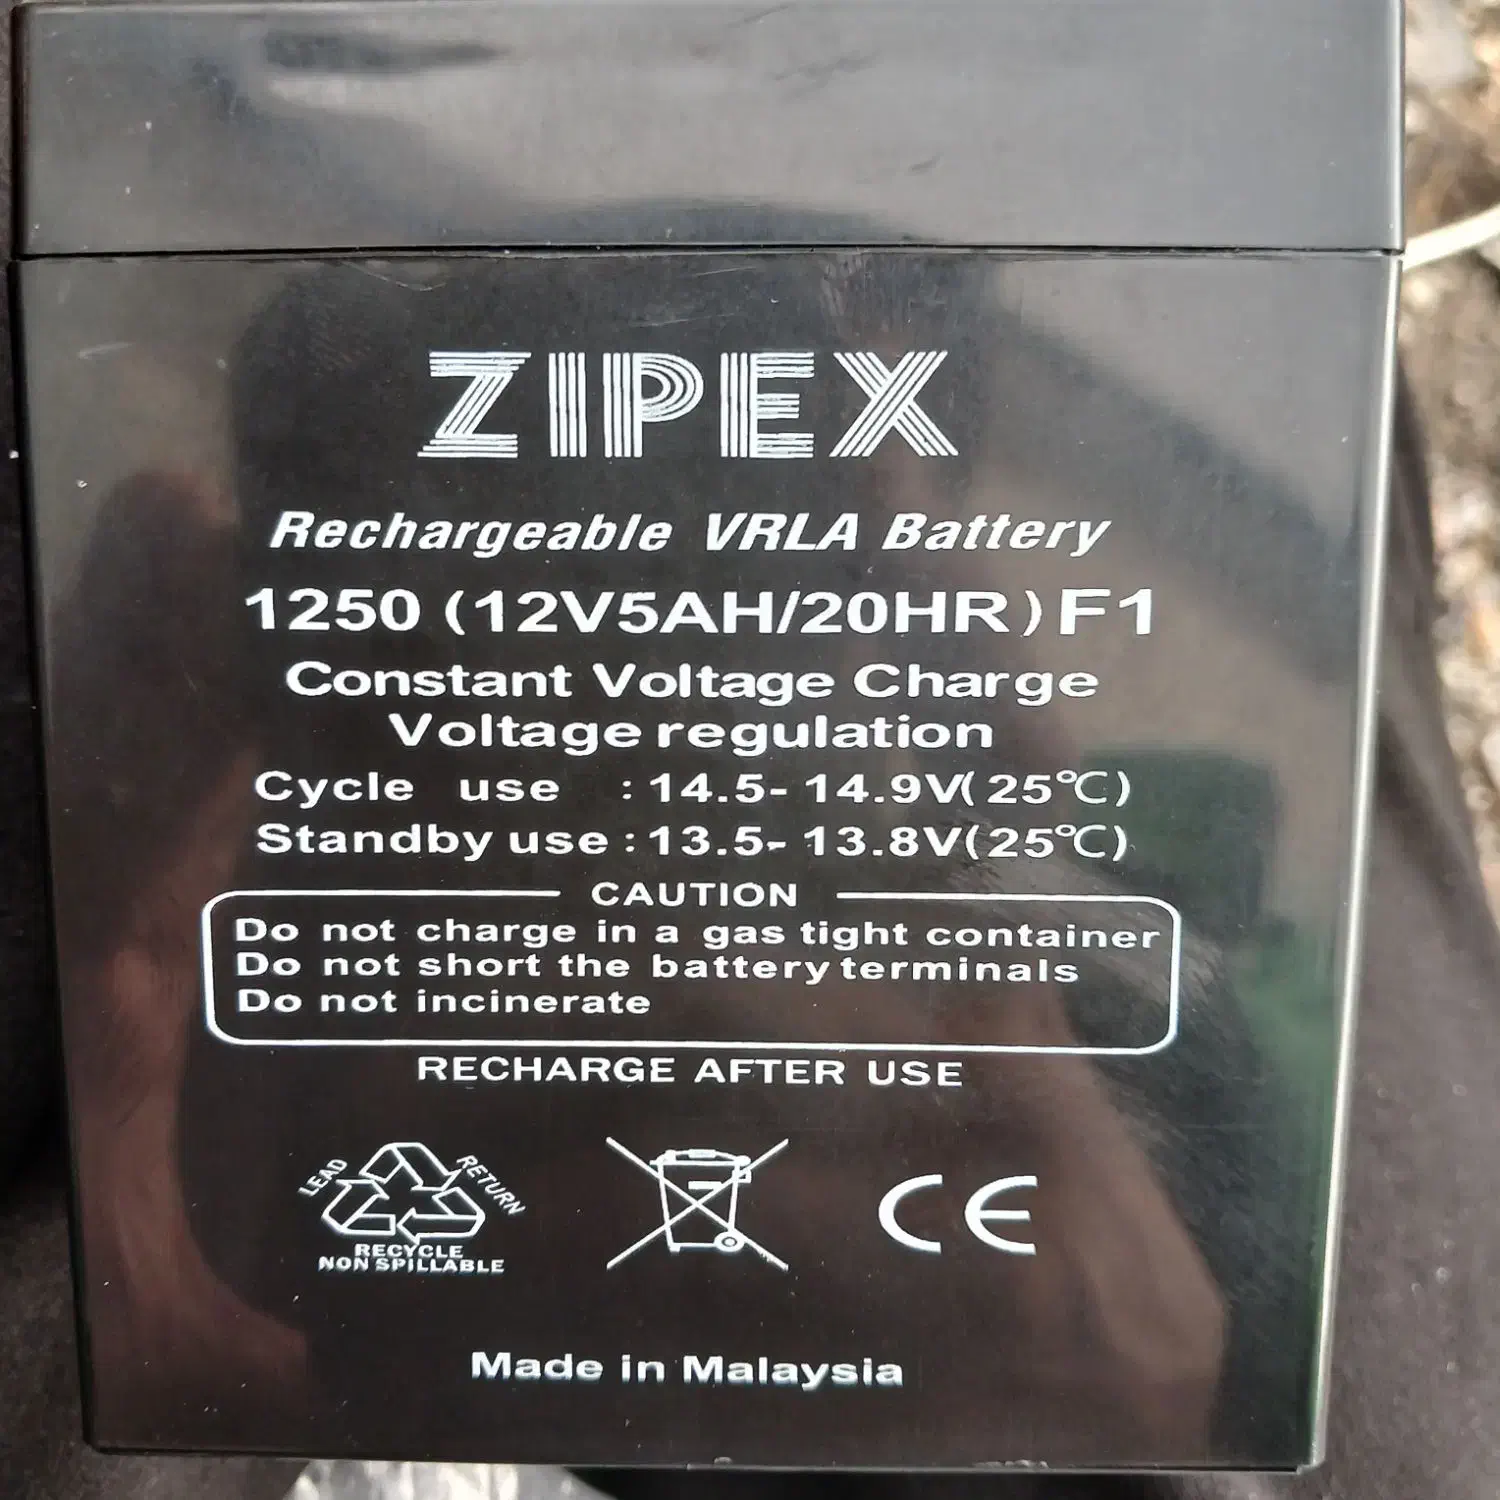 ZIPEX
Rechargeable VRLA Battery
1250 (12V5AH/20HR) F1
Constant Voltage Charge
Voltage regulation
Cycle use : 14.5- 14.9V(25℃)
Standby use : 13.5- 13.8V(25℃)
CAUTION
Do not charge in a gas tight container
Do not short the battery terminals
Do not incinerate
RECHARGE AFTER USE
LEAD RETURN
RECYCLE
NON SPILLABLE
CE
Made in Malaysia